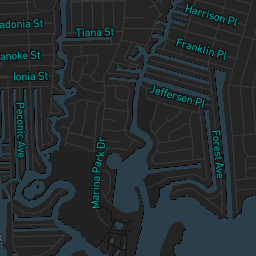 Harrison Pl
adonia St
Tiana St
Franklin Pl
anoke St
Ionia St
Jefferson Pl
Peconic Ave
Forest Ave
Marina Park Dr